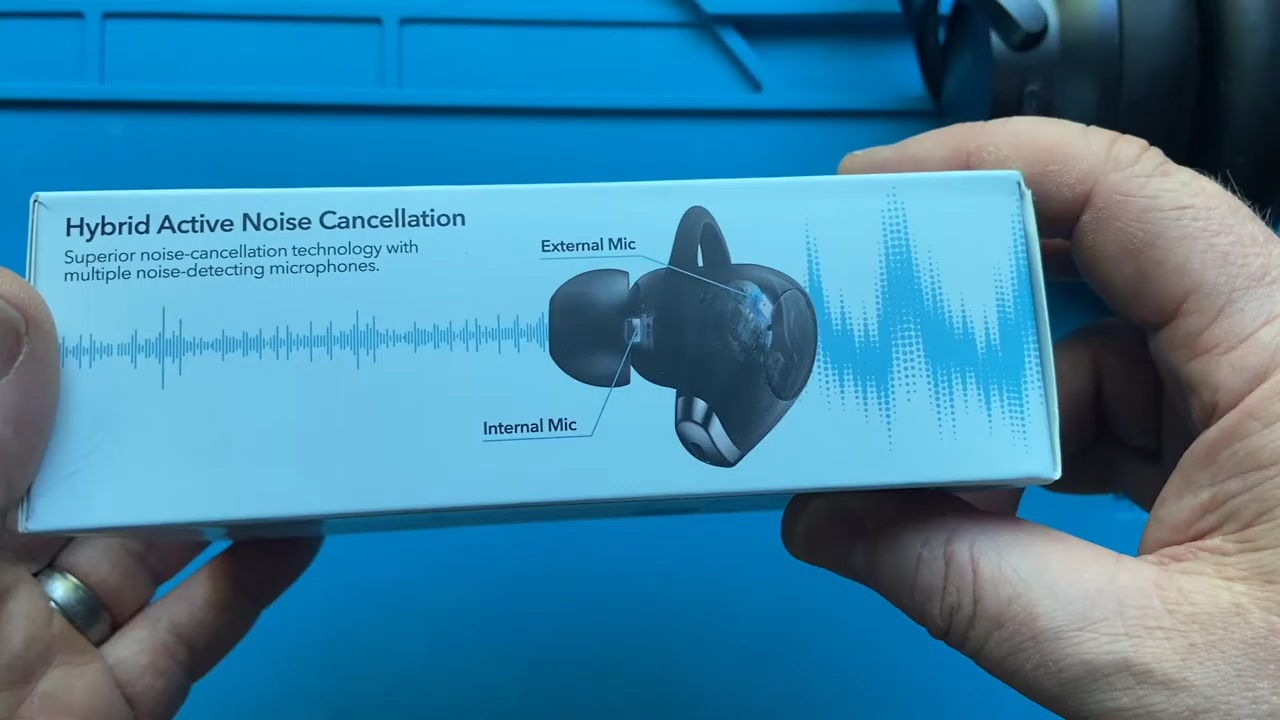 Hybrid Active Noise Cancellation
Superior noise-cancellation technology with
multiple noise-detecting microphones.
External Mic
Internal Mic